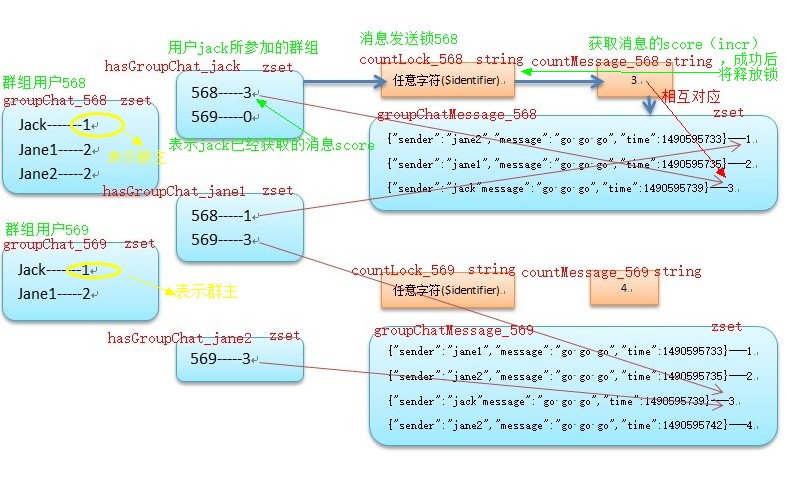 用户jack所参加的群组
消息发送锁568
获取消息的score（incr）
，成功后
将释放锁
hasGroupChat_jack zset
countLock_568 string
countMessage_568 string
群组用户568
groupChat_568 zset
568-----3
569-----0
任意字符($identifier)
3
相互对应
groupChatMessage_568
zset
Jack-------1
Jane1-----2
Jane2-----2
表示群主
表示jack已经获取的消息score
{"sender":"jane2","message":"go go go","time":1490595733}——1
{"sender":"jane1","message":"go go go","time":1490595735}——2
{"sender":"jack"message":"go go go","time":1490595739}——3
hasGroupChat_jane1 zset
568-----1
569-----3
群组用户569
groupChat_569 zset
Jack-------1
Jane1-----2
表示群主
countLock_569 string
countMessage_569 string
任意字符($identifier)
4
hasGroupChat_jane2 zset
569-----3
groupChatMessage_569
zset
{"sender":"jane1","message":"go go go","time":1490595733}——1
{"sender":"jane2","message":"go go go","time":1490595735}——2
{"sender":"jack"message":"go go go","time":1490595739}——3
{"sender":"jane2","message":"go go go","time":1490595742}——4